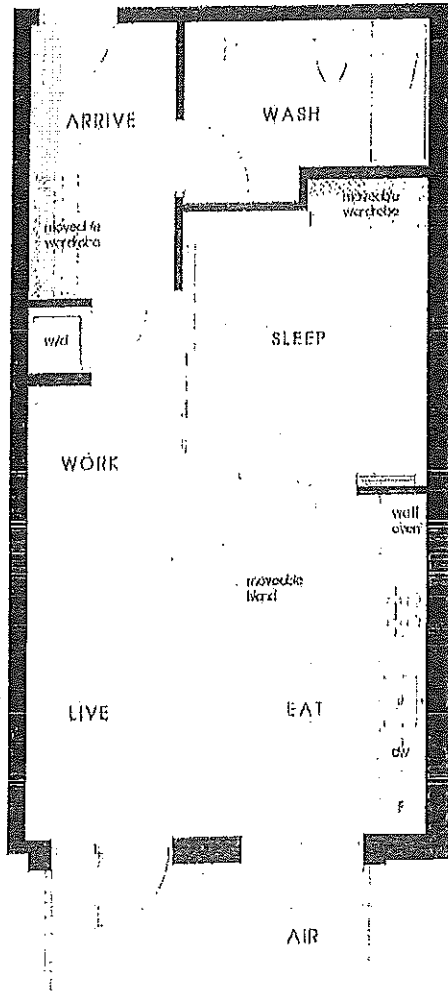 ARRIVE
WASH
moveable
wardrobe
moveable
wardrobe
w/d
SLEEP
WORK
wall
oven
moveable
island
LIVE
EAT
dw
F
AIR